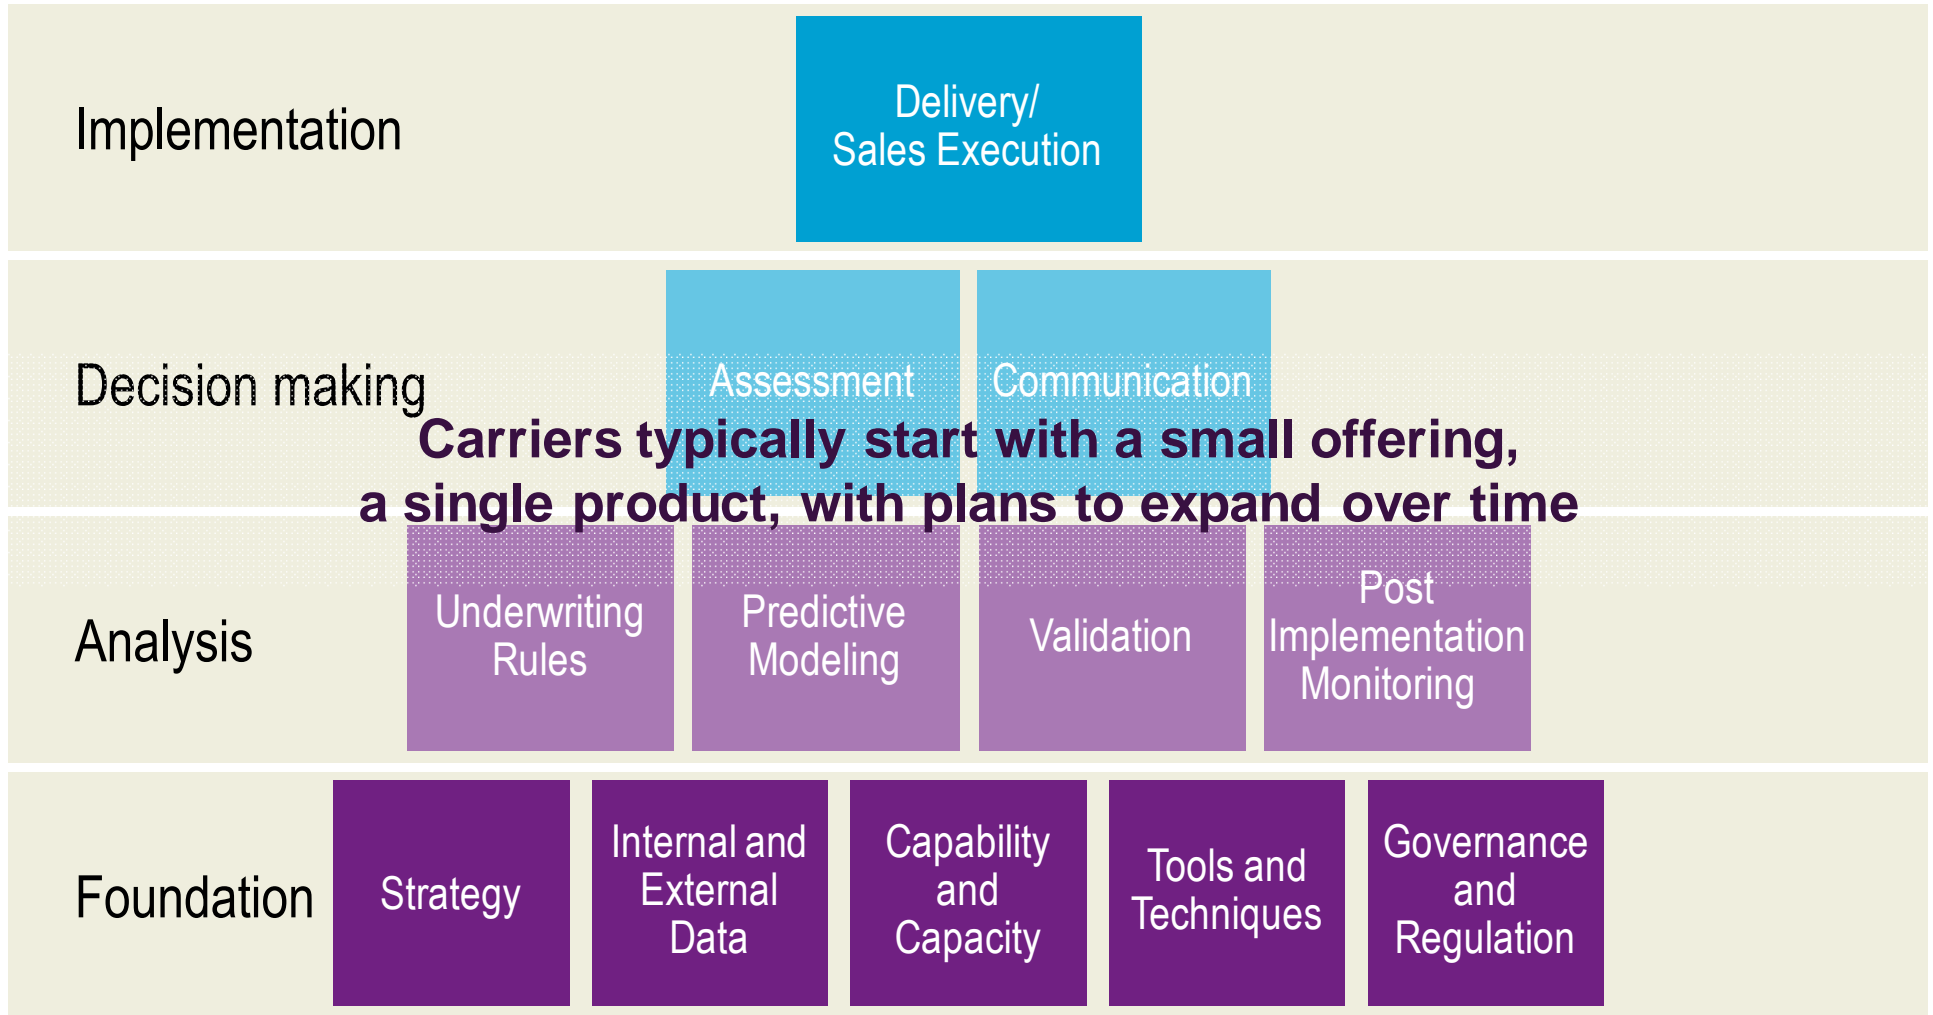 Implementation
Delivery/
Sales Execution
Decision making
Assessment
Communication
Carriers typically start with a small offering,
a single product, with plans to expand over time
Analysis
Underwriting
Rules
Predictive
Modeling
Validation
Post
Implementation
Monitoring
Foundation
Strategy
Internal and
External
Data
Capability
and
Capacity
Tools and
Techniques
Governance
and
Regulation